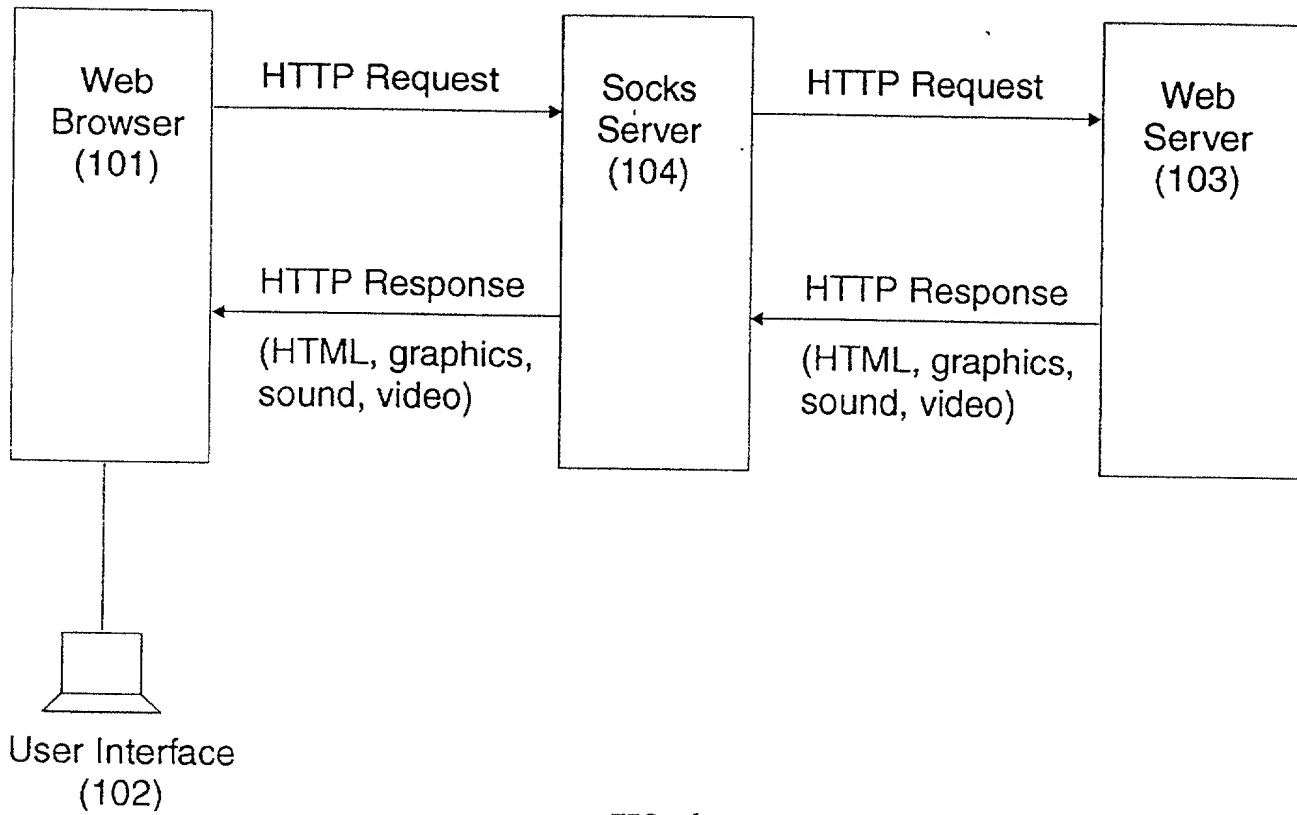 Web
Browser
(101)
HTTP Request
Socks
Server
(104)
HTTP Request
Web
Server
(103)
HTTP Response
(HTML, graphics,
sound, video)
HTTP Response
(HTML, graphics,
sound, video)
User Interface
(102)